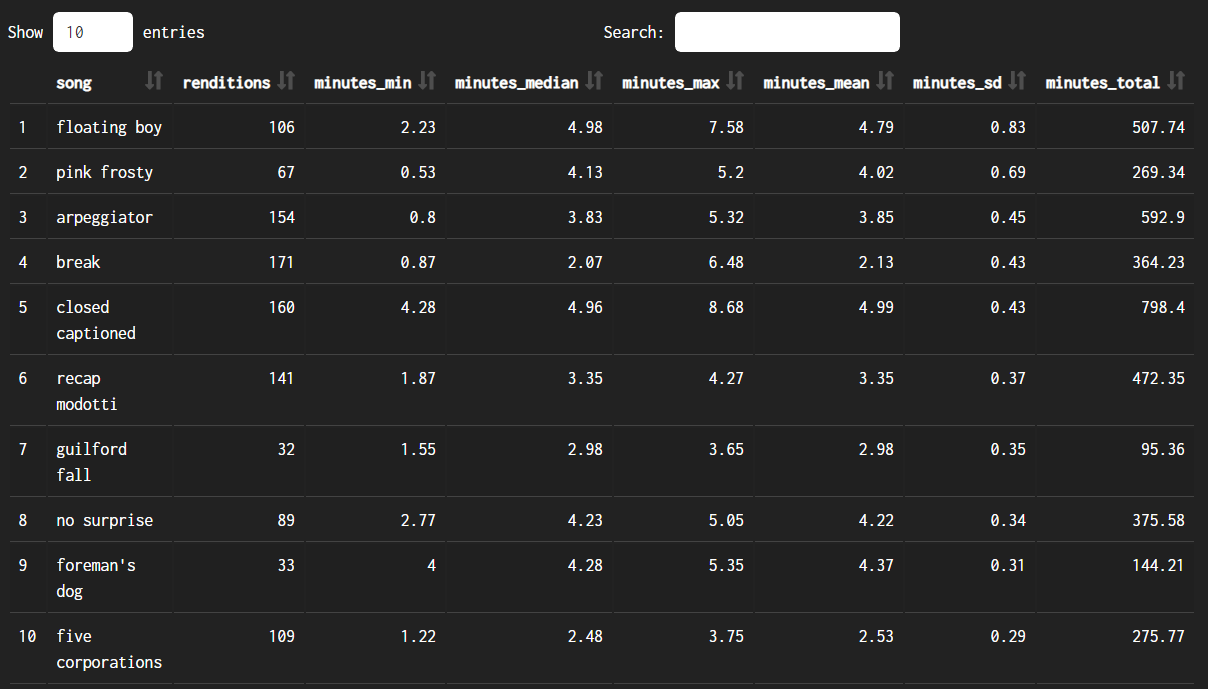 Show 10 entries Search:
song renditions minutes_min minutes_median minutes_max minutes_mean minutes_sd minutes_total
1 floating boy 106 2.23 4.98 7.58 4.79 0.83 507.74
2 pink frosty 67 0.53 4.13 5.2 4.02 0.69 269.34
3 arpeggiator 154 0.8 3.83 5.32 3.85 0.45 592.9
4 break 171 0.87 2.07 6.48 2.13 0.43 364.23
5 closed 160 4.28 4.96 8.68 4.99 0.43 798.4
captioned
6 recap 141 1.87 3.35 4.27 3.35 0.37 472.35
modotti
7 guilford 32 1.55 2.98 3.65 2.98 0.35 95.36
fall
8 no surprise 89 2.77 4.23 5.05 4.22 0.34 375.58
9 foreman's 33 4 4.28 5.35 4.37 0.31 144.21
dog
10 five 109 1.22 2.48 3.75 2.53 0.29 275.77
corporations